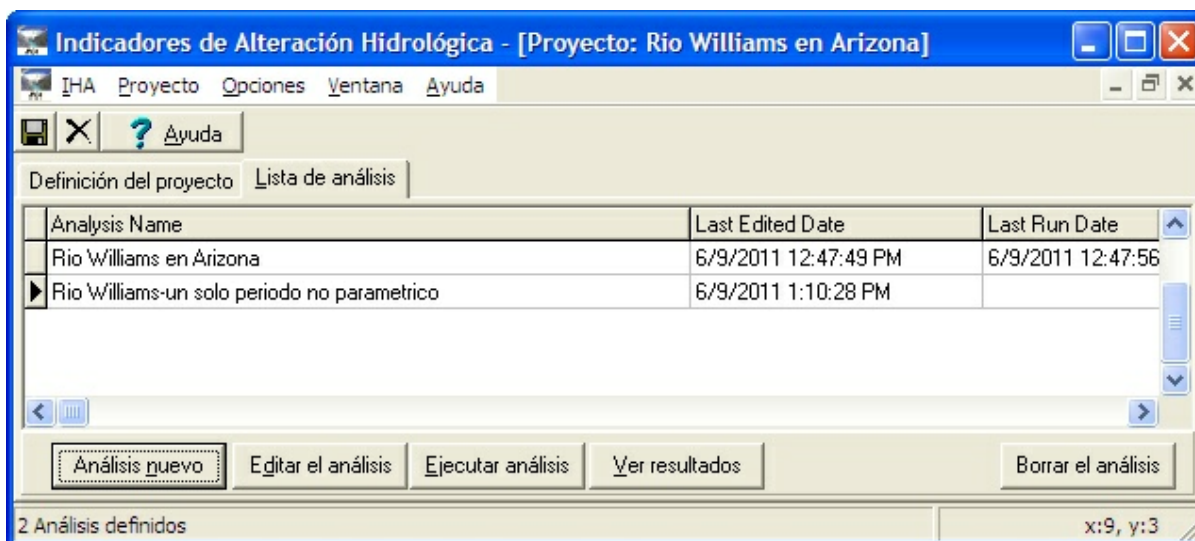 Indicadores de Alteración Hidrológica - [Proyecto: Rio Williams en Arizona]
IHA Proyecto Opciones Ventana Ayuda
? Ayuda
Definición del proyecto Lista de análisis
Analysis Name Last Edited Date Last Run Date
Rio Williams en Arizona 6/9/2011 12:47:49 PM 6/9/2011 12:47:56
Rio Williams-un solo periodo no parametrico 6/9/2011 1:10:28 PM
Análisis nuevo Editar el análisis Ejecutar análisis Ver resultados Borrar el análisis
2 Análisis definidos x:9, y:3